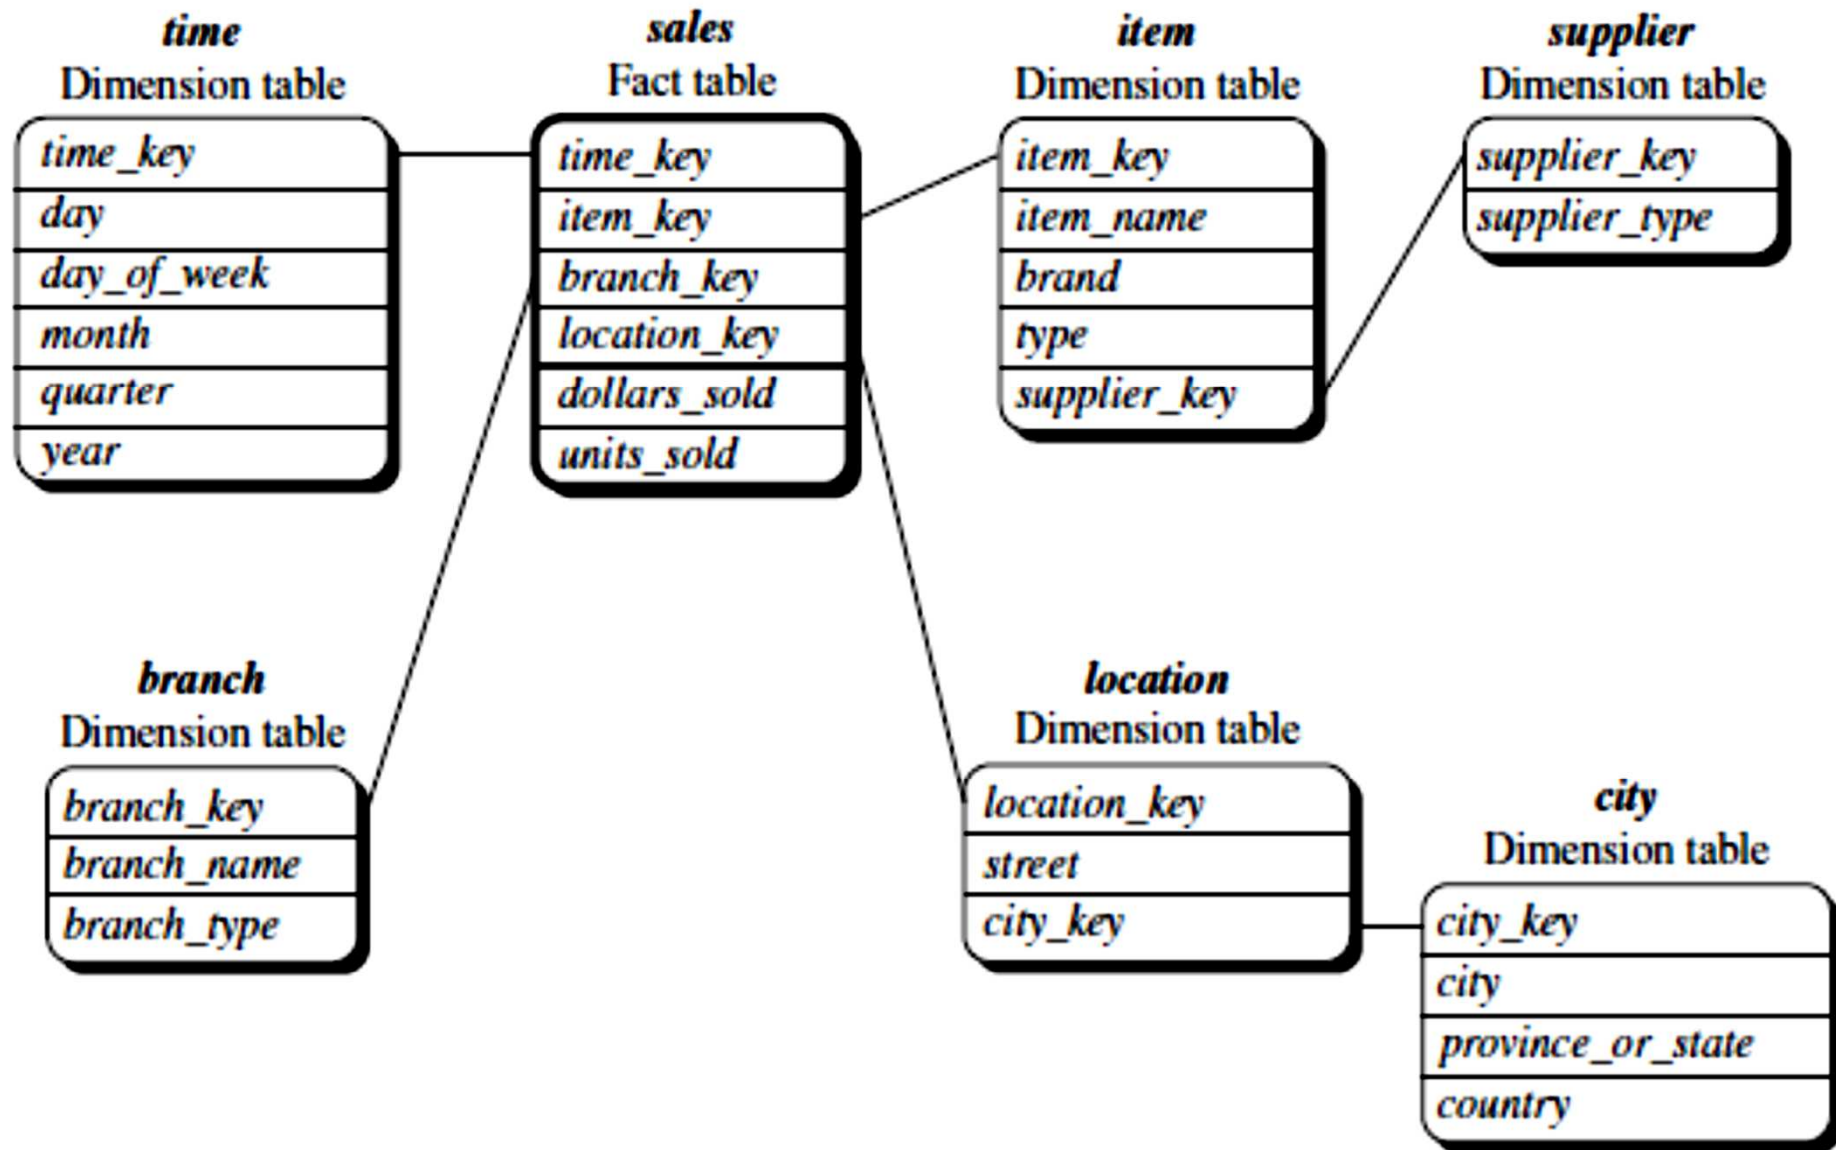 time
Dimension table
time_key
day
day_of_week
month
quarter
year
sales
Fact table
time_key
item_key
branch_key
location_key
dollars_sold
units_sold
item
Dimension table
item_key
item_name
brand
type
supplier_key
supplier
Dimension table
supplier_key
supplier_type
branch
Dimension table
branch_key
branch_name
branch_type
location
Dimension table
location_key
street
city_key
city
Dimension table
city_key
city
province_or_state
country